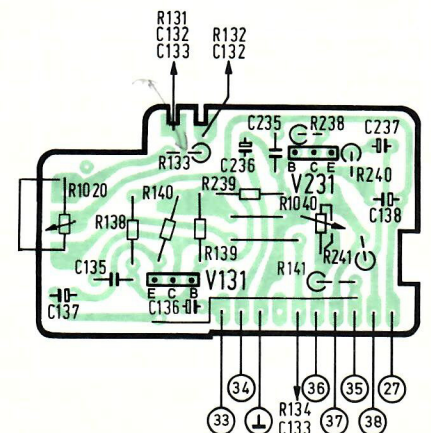 R131
C132
C133
R132
C132
C235
R238
C237
R133
C236
B C E
V231
R240
R1020
R140
R239
R1040
C138
R138
R139
R241
C135
V131
R141
E C B
C136
C137
34
36
35
27
33
⊥
R134
C133
37
38